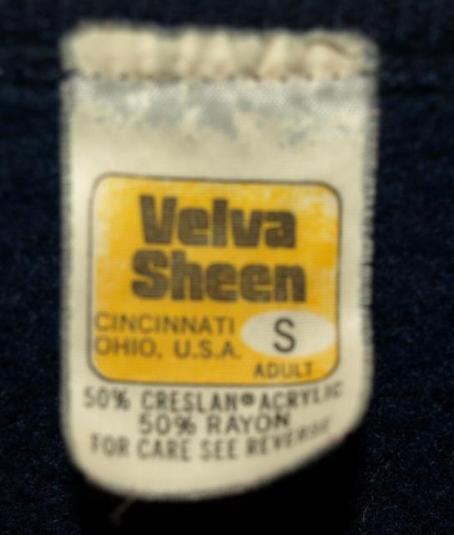 Velva
Sheen
CINCINNATI
OHIO, U.S.A.
S
ADULT
50% CRESLAN® ACRYLIC
50% RAYON
FOR CARE SEE REVERSE